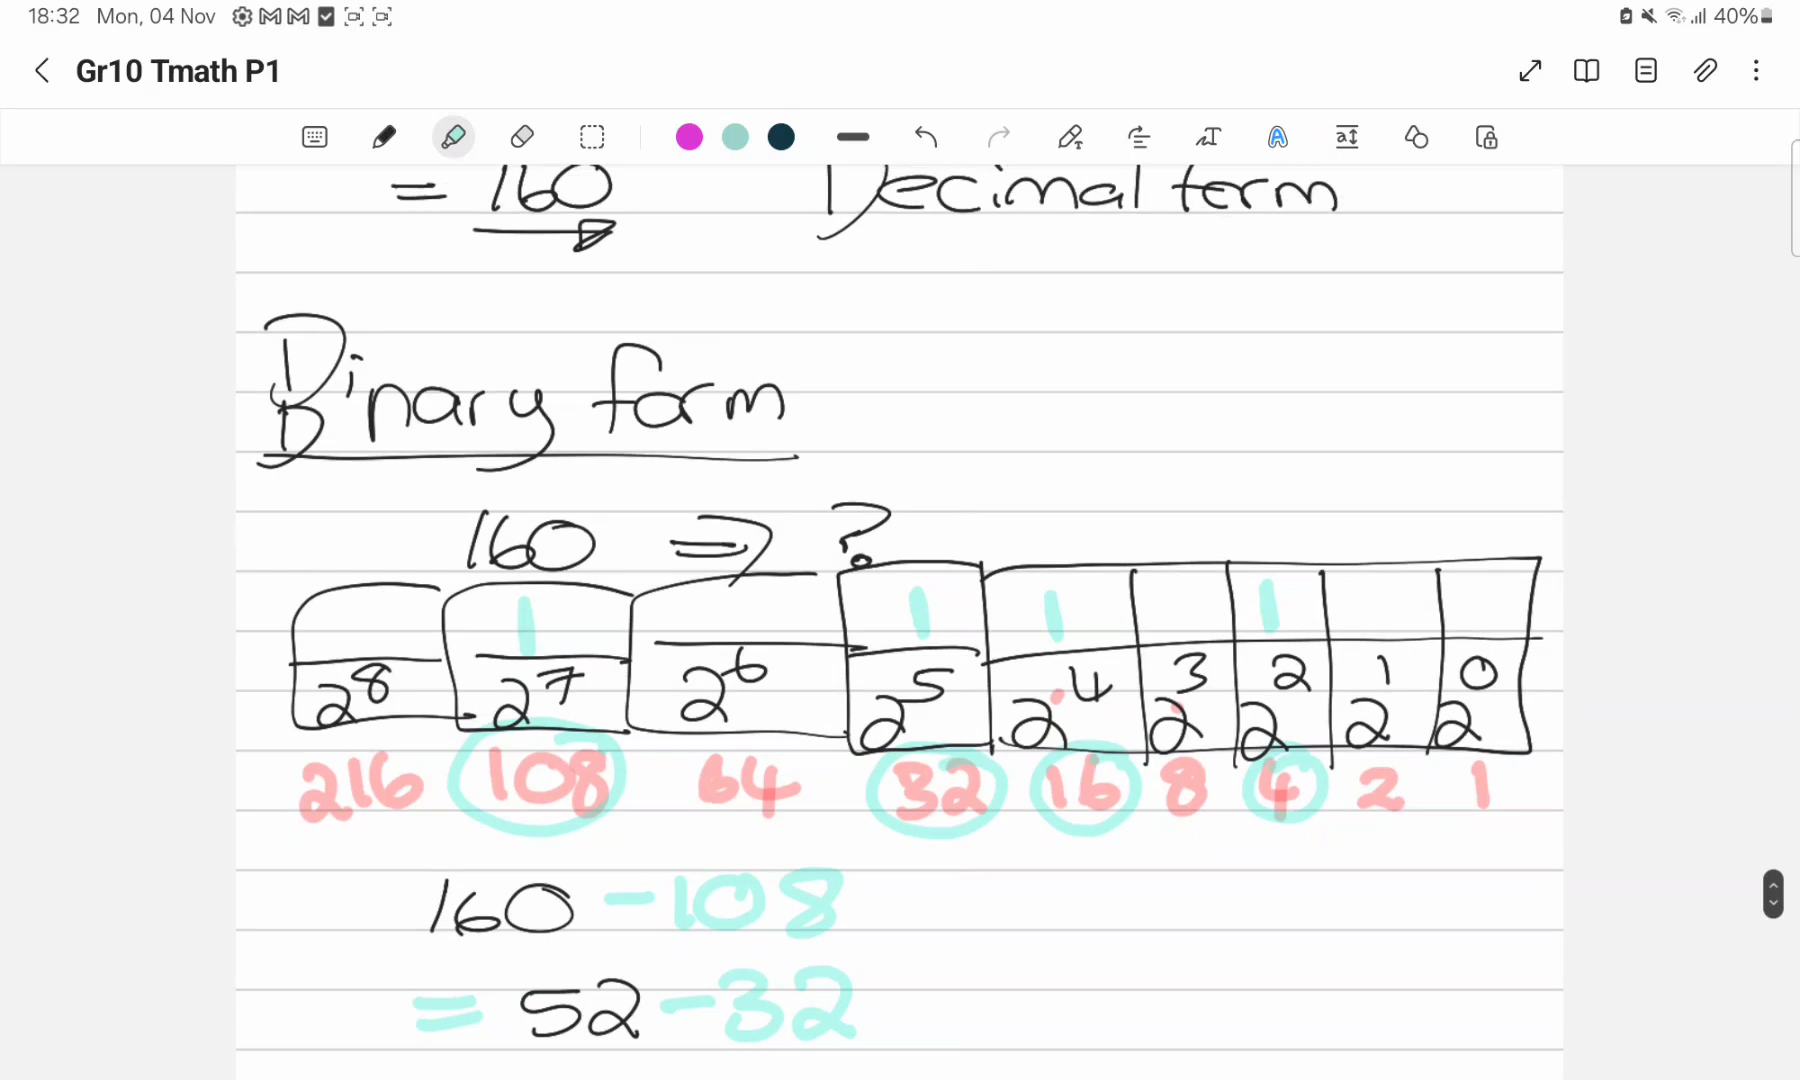 18:32 Mon, 04 Nov 40%
Gr10 Tmath P1
= 160 Decimal term
Binary form
160 => ?
1 1 1 1
2^8 2^7 2^6 2^5 2^4 2^3 2^2 2^1 2^0
216 108 64 32 16 8 4 2 1
160 - 108
= 52 - 32